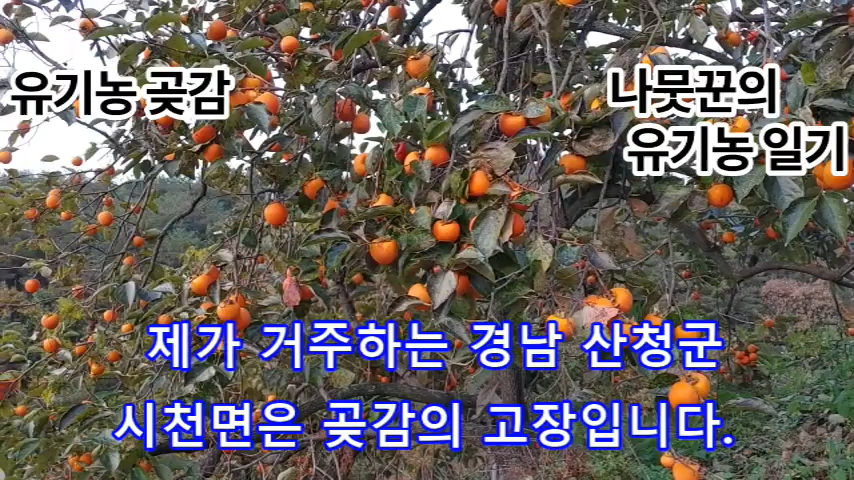 유기농 곶감
나뭇꾼의
유기농 일기
제가 거주하는 경남 산청군
시천면은 곶감의 고장입니다.